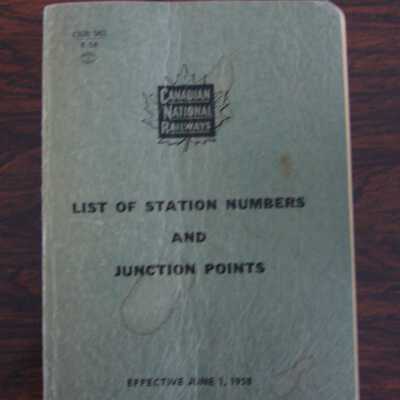 CANADIAN
NATIONAL
RAILWAYS
LIST OF STATION NUMBERS
AND
JUNCTION POINTS
EFFECTIVE JUNE 1, 1958